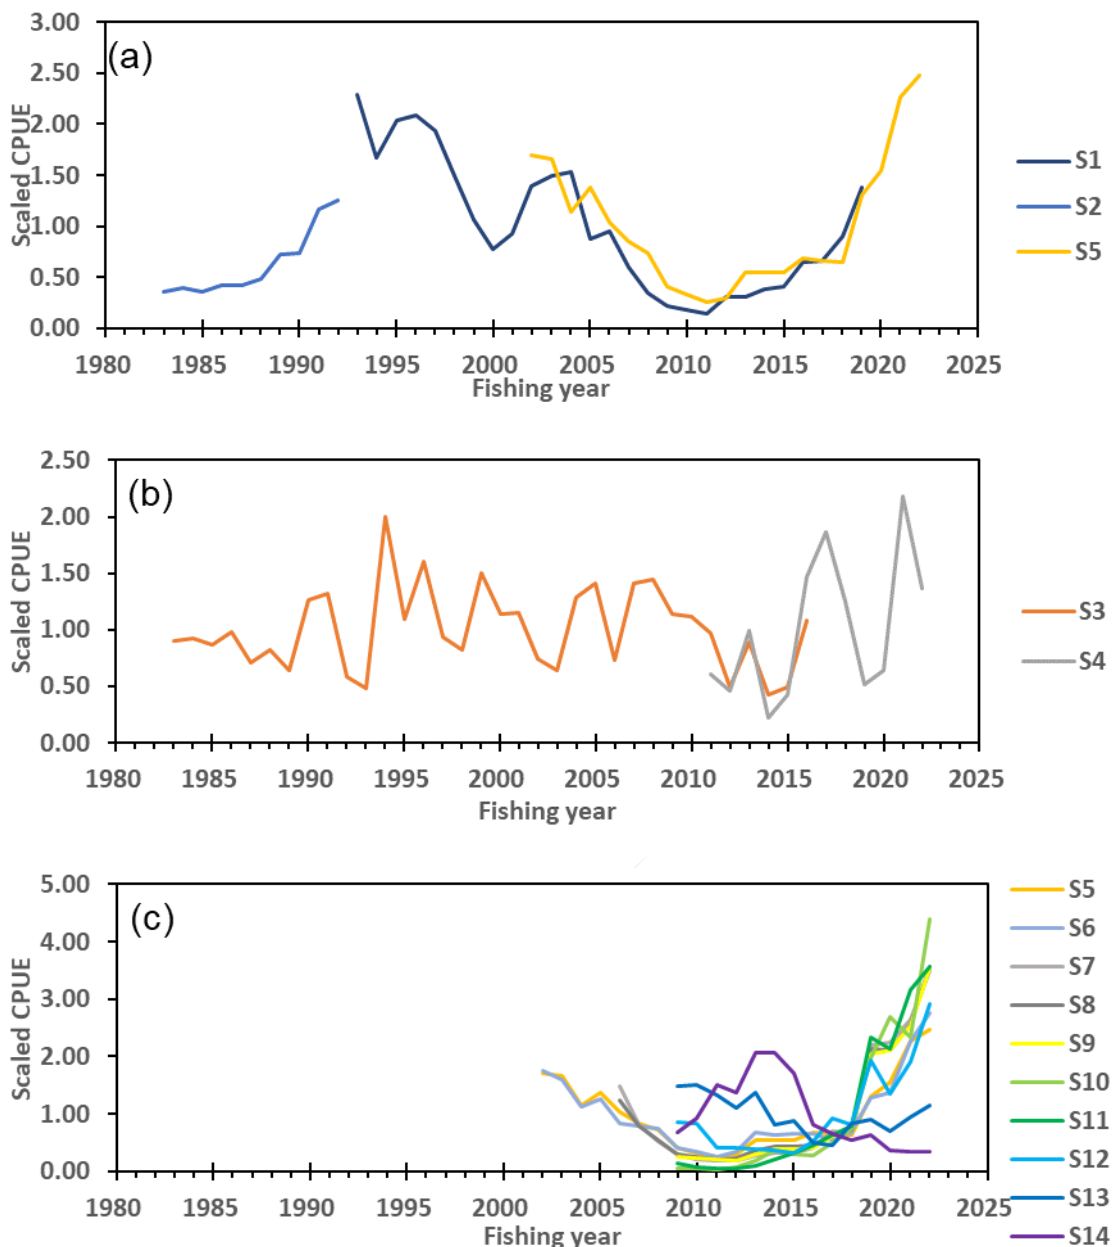 (a)
Scaled CPUE
3.00
2.50
2.00
1.50
1.00
0.50
0.00
1980 1985 1990 1995 2000 2005 2010 2015 2020 2025
Fishing year
S1
S2
S5
(b)
Scaled CPUE
2.50
2.00
1.50
1.00
0.50
0.00
1980 1985 1990 1995 2000 2005 2010 2015 2020 2025
Fishing year
S3
S4
(c)
Scaled CPUE
5.00
4.00
3.00
2.00
1.00
0.00
1980 1985 1990 1995 2000 2005 2010 2015 2020 2025
Fishing year
S5
S6
S7
S8
S9
S10
S11
S12
S13
S14